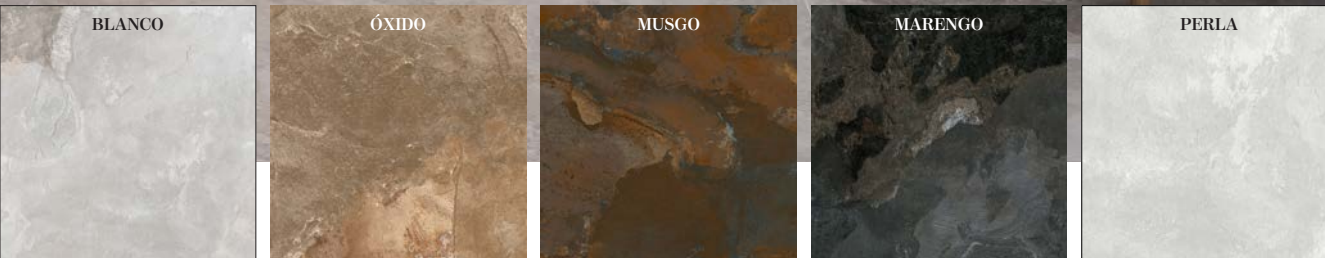 BLANCO
ÓXIDO
MUSGO
MARENGO
PERLA